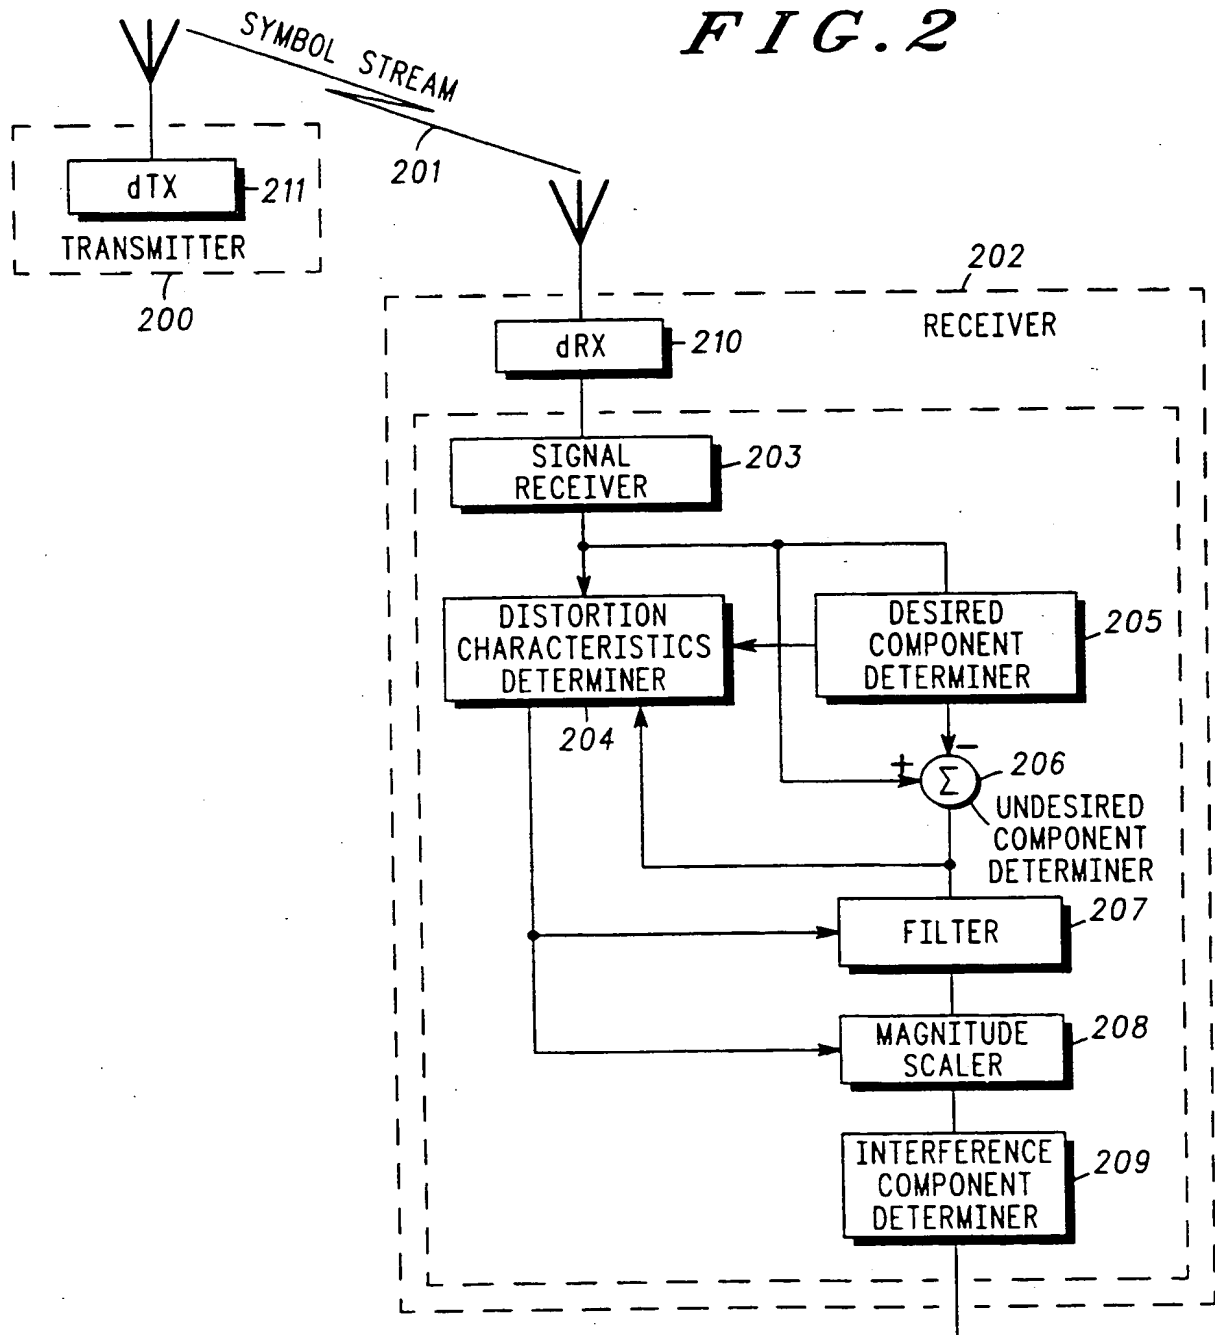 FIG.2
SYMBOL STREAM
201
dTX
211
TRANSMITTER
200
202
RECEIVER
dRX
210
SIGNAL
RECEIVER
203
DISTORTION
CHARACTERISTICS
DETERMINER
204
DESIRED
COMPONENT
DETERMINER
205
−
+
Σ
206
UNDESIRED
COMPONENT
DETERMINER
FILTER
207
MAGNITUDE
SCALER
208
INTERFERENCE
COMPONENT
DETERMINER
209